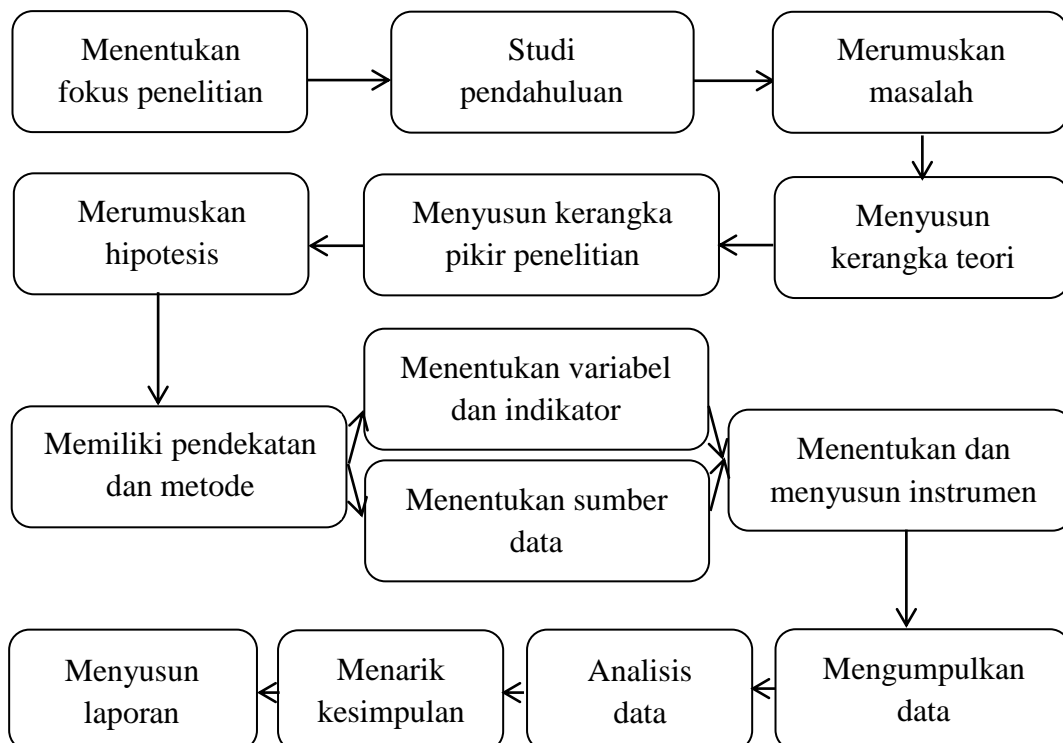 Menentukan
fokus penelitian
Studi
pendahuluan
Merumuskan
masalah
Menyusun
kerangka teori
Menyusun kerangka
pikir penelitian
Merumuskan
hipotesis
Memiliki pendekatan
dan metode
Menentukan variabel
dan indikator
Menentukan sumber
data
Menentukan dan
menyusun instrumen
Mengumpulkan
data
Analisis
data
Menarik
kesimpulan
Menyusun
laporan